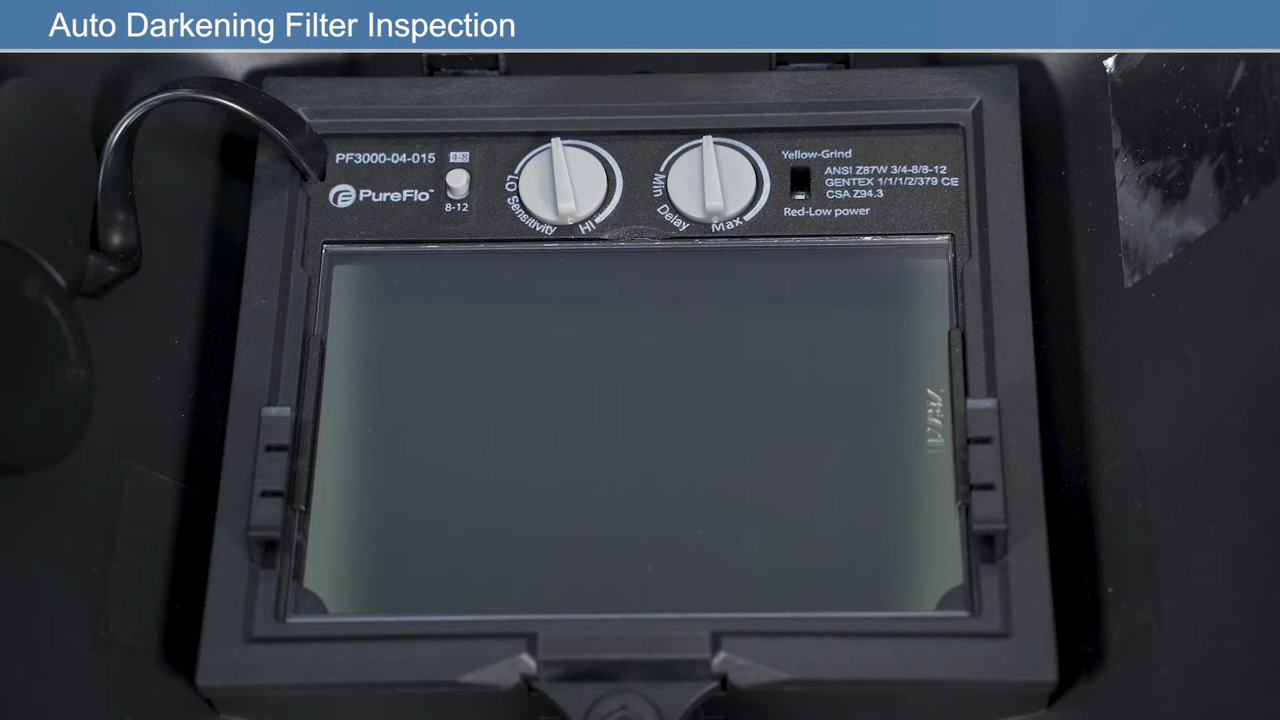 Auto Darkening Filter Inspection
PF3000-04-015
4-8
PureFlo™
8-12
LO Sensitivity HI
Min Delay Max
Yellow-Grind
ANSI Z87W 3/4-8/8-12
GENTEX 1/1/1/2/379 CE
CSA Z94.3
Red-Low power